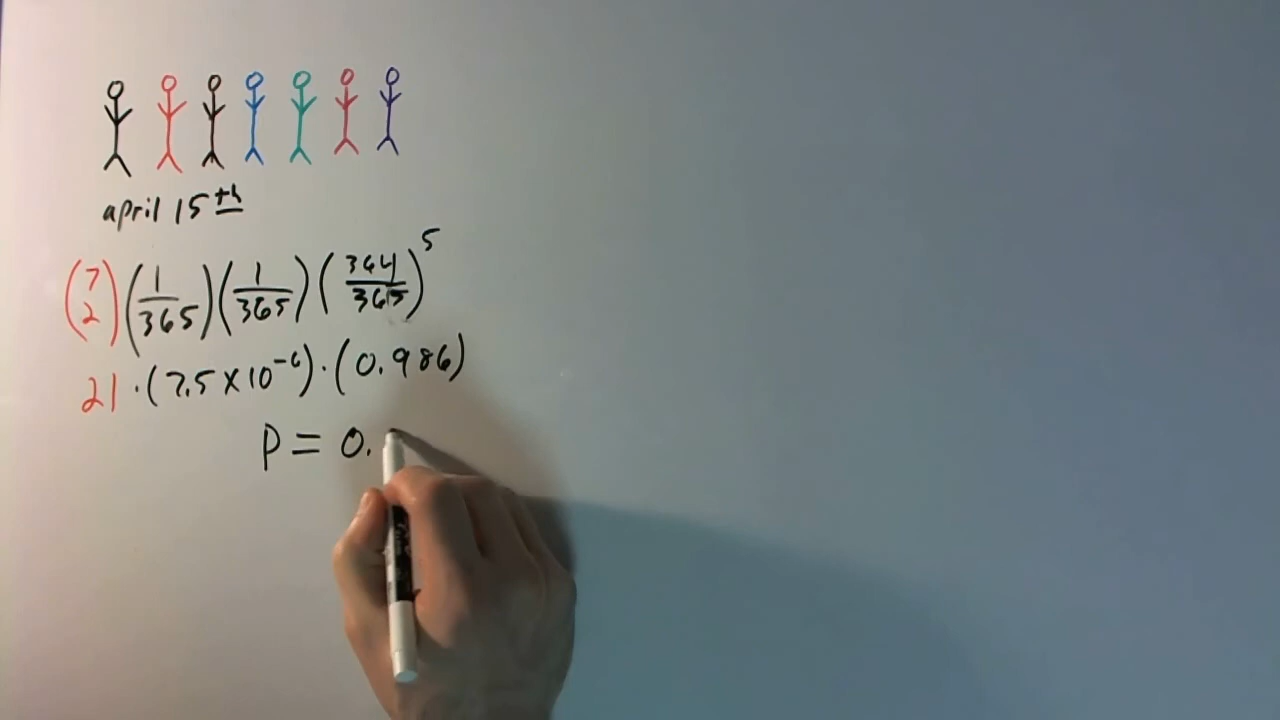 april 15th
(7 2)(1/365)(1/365)(364/365)^5
21 · (7.5 × 10^-6) · (0.986)
P = 0.